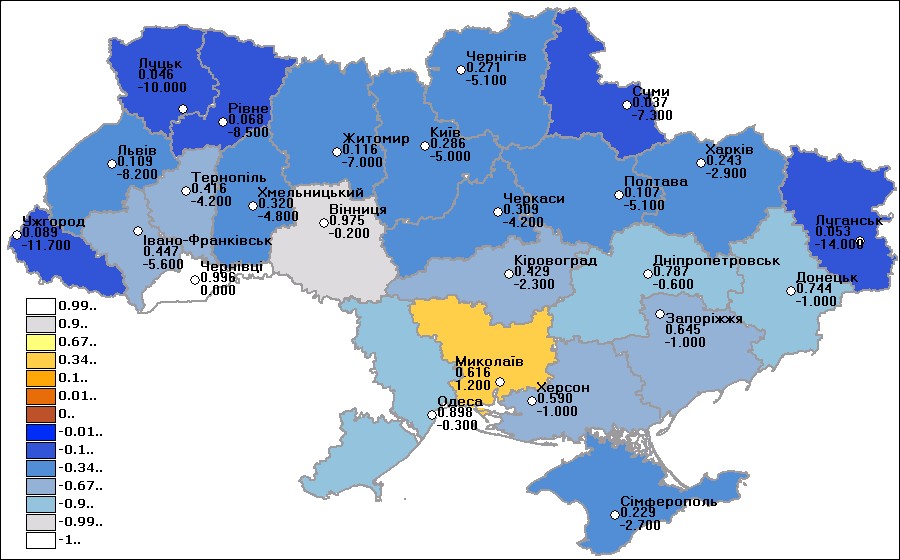 Чернігів
0.271
-5.100
Луцьк
0.046
-10.000
Суми
0.037
-7.300
Рівне
0.068
-8.500
Київ
0.286
-5.000
Житомир
0.116
-7.000
Харків
0.243
-2.900
Львів
0.109
-8.200
Тернопіль
0.416
-4.200
Полтава
0.107
-5.100
Хмельницький
0.320
-4.800
Черкаси
0.309
-4.200
Вінниця
0.975
-0.200
Ужгород
0.089
-11.700
Луганськ
0.053
-14.000
Івано-Франківськ
0.447
-5.600
Чернівці
0.996
0.000
Кіровоград
0.429
-2.300
Дніпропетровськ
0.787
-0.600
Донецьк
0.744
-1.000
Запоріжжя
0.645
-1.000
Миколаїв
0.616
1.200
Херсон
0.590
-1.000
Одеса
0.898
-0.300
Сімферополь
0.229
-2.700
0.99..
0.9..
0.67..
0.34..
0.1..
0.01..
0..
-0.01..
-0.1..
-0.34..
-0.67..
-0.9..
-0.99..
-1..